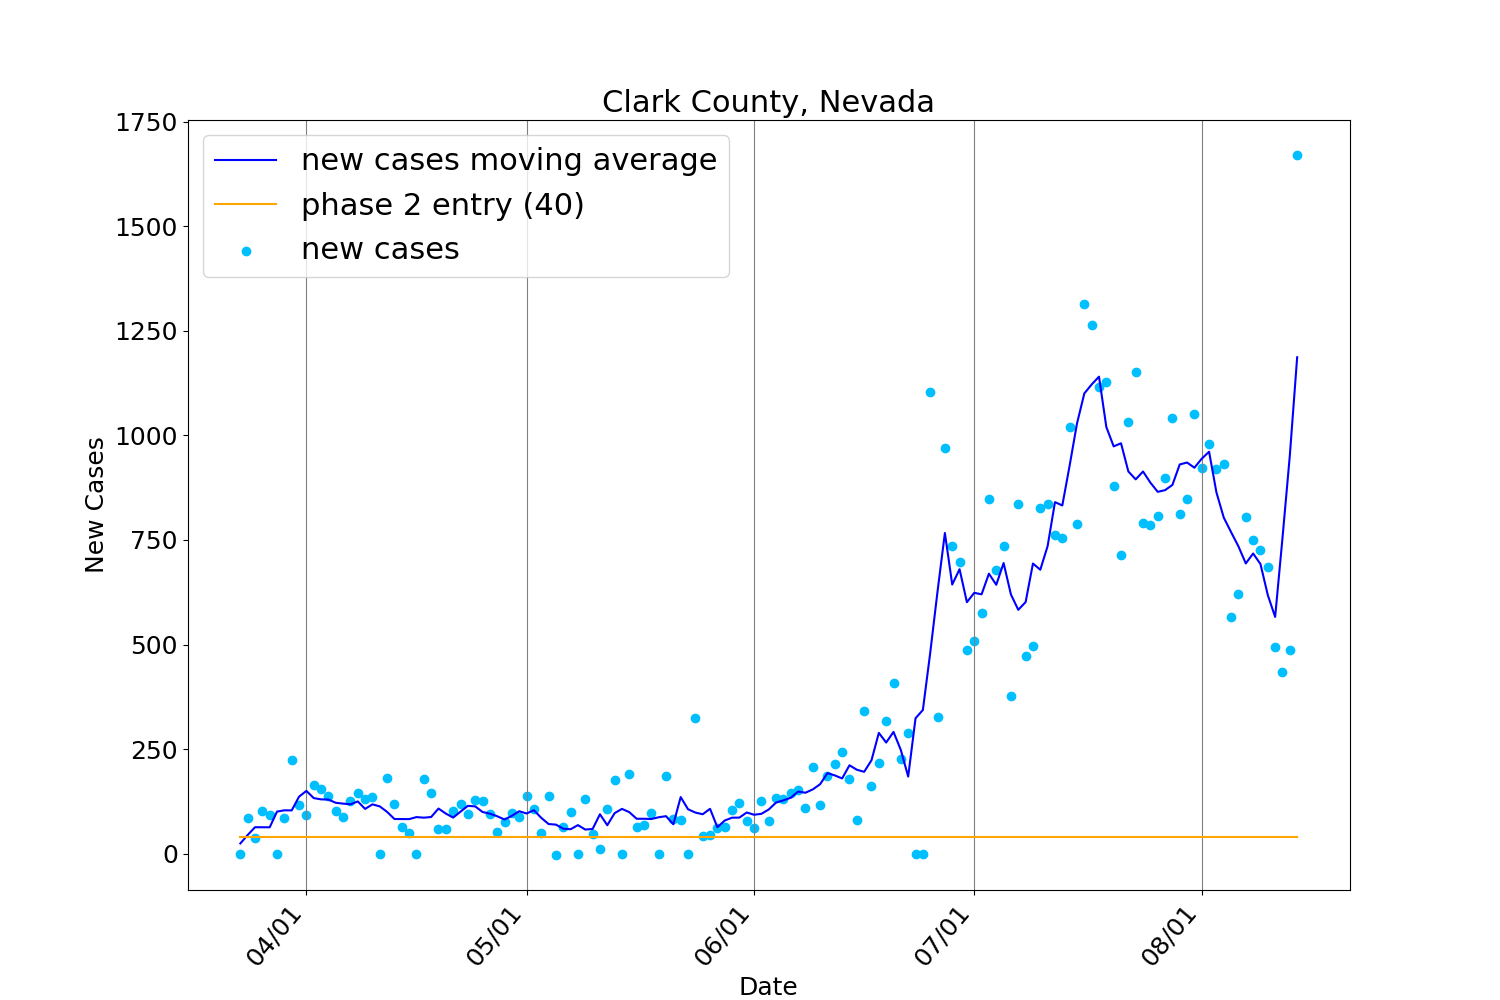 Clark County, Nevada
1750
1500
1250
1000
750
500
250
0
New Cases
new cases moving average
phase 2 entry (40)
new cases
04/01
05/01
06/01
07/01
08/01
Date